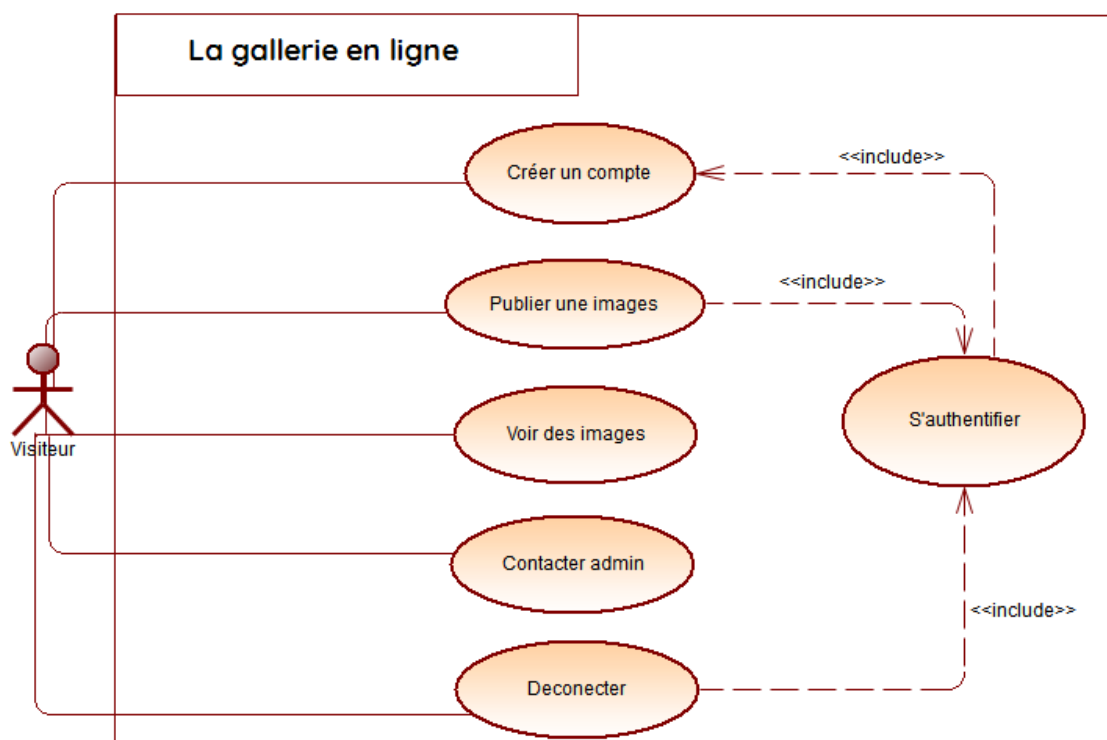 La gallerie en ligne
Créer un compte
<<include>>
Publier une images
<<include>>
S'authentifier
Voir des images
Visiteur
Contacter admin
<<include>>
Deconecter